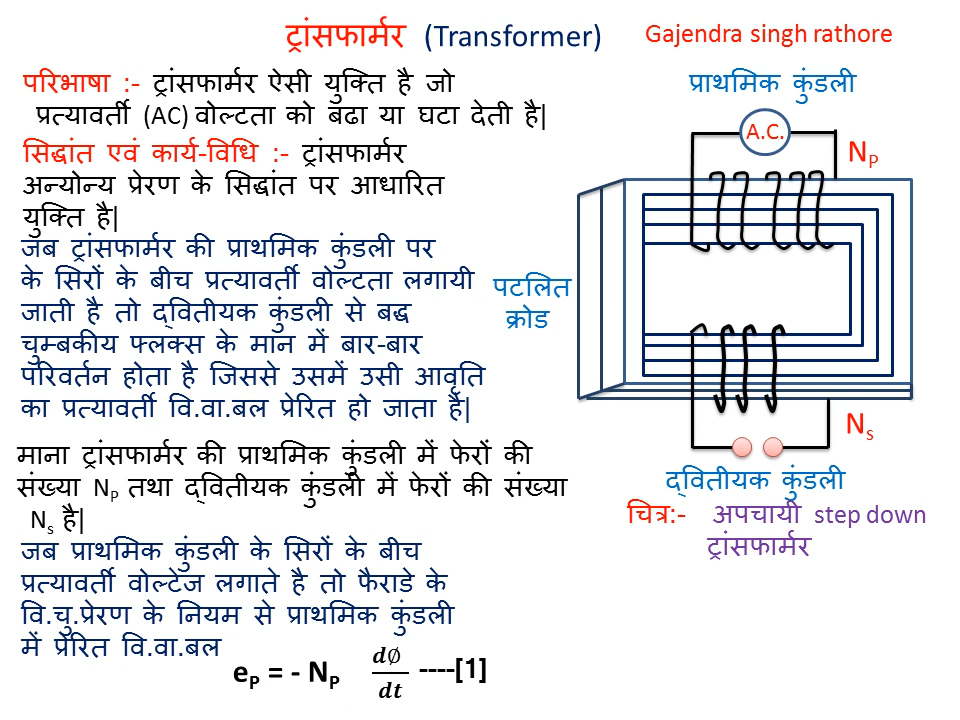 ट्रांसफार्मर (Transformer)
Gajendra singh rathore
परिभाषा :- ट्रांसफार्मर ऐसी युक्ति है जो
प्रत्यावर्ती (AC) वोल्टता को बढा या घटा देती है|
सिद्धांत एवं कार्य-विधि :- ट्रांसफार्मर
अन्योन्य प्रेरण के सिद्धांत पर आधारित
युक्ति है|
जब ट्रांसफार्मर की प्राथमिक कुंडली पर
के सिरों के बीच प्रत्यावर्ती वोल्टता लगायी
जाती है तो द्वितीयक कुंडली से बद्ध
चुम्बकीय फ्लक्स के मान में बार-बार
परिवर्तन होता है जिससे उसमें उसी आवृति
का प्रत्यावर्ती वि.वा.बल प्रेरित हो जाता है|
माना ट्रांसफार्मर की प्राथमिक कुंडली में फेरों की
संख्या NP तथा द्वितीयक कुंडली में फेरों की संख्या
Ns है|
जब प्राथमिक कुंडली के सिरों के बीच
प्रत्यावर्ती वोल्टेज लगाते है तो फैराडे के
वि.चु.प्रेरण के नियम से प्राथमिक कुंडली
में प्रेरित वि.वा.बल
eP = - NP d∅/dt ----[1]
प्राथमिक कुंडली
A.C.
NP
पटलित
क्रोड
Ns
द्वितीयक कुंडली
चित्र:- अपचायी step down
ट्रांसफार्मर